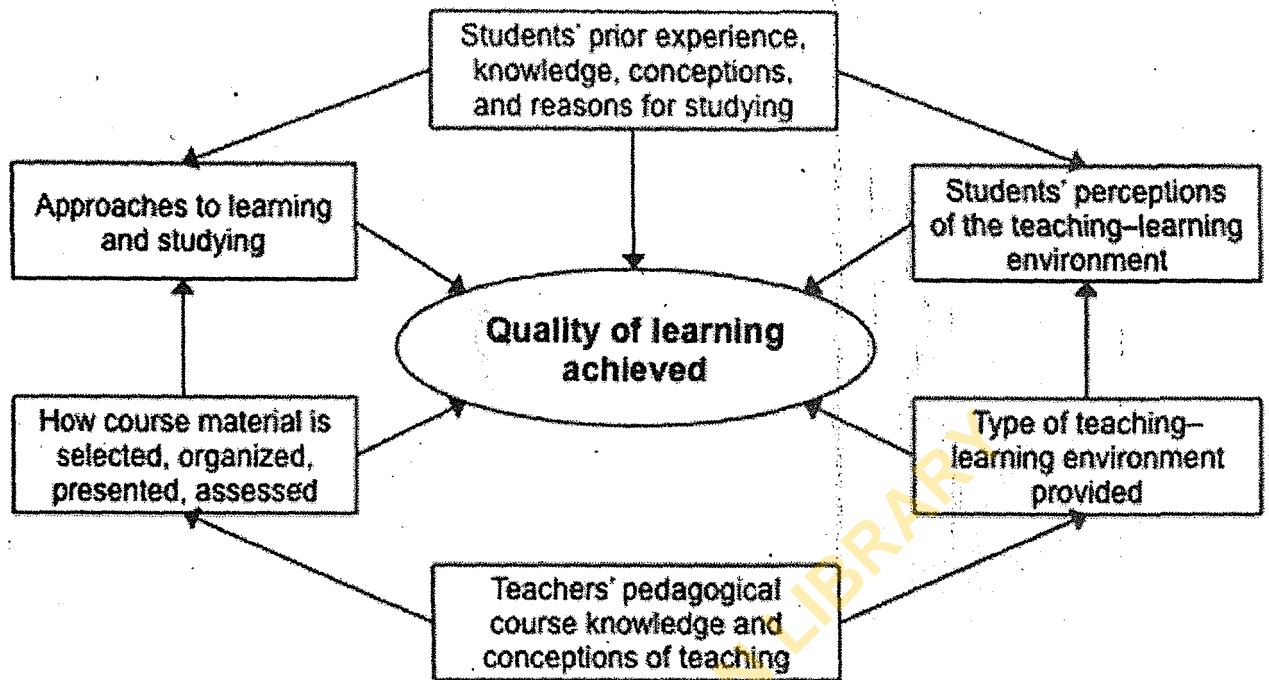 Students' prior experience,
knowledge, conceptions,
and reasons for studying
Approaches to learning
and studying
Students' perceptions
of the teaching–learning
environment
Quality of learning
achieved
How course material is
selected, organized,
presented, assessed
Type of teaching–
learning environment
provided
Teachers' pedagogical
course knowledge and
conceptions of teaching
LIBRARY